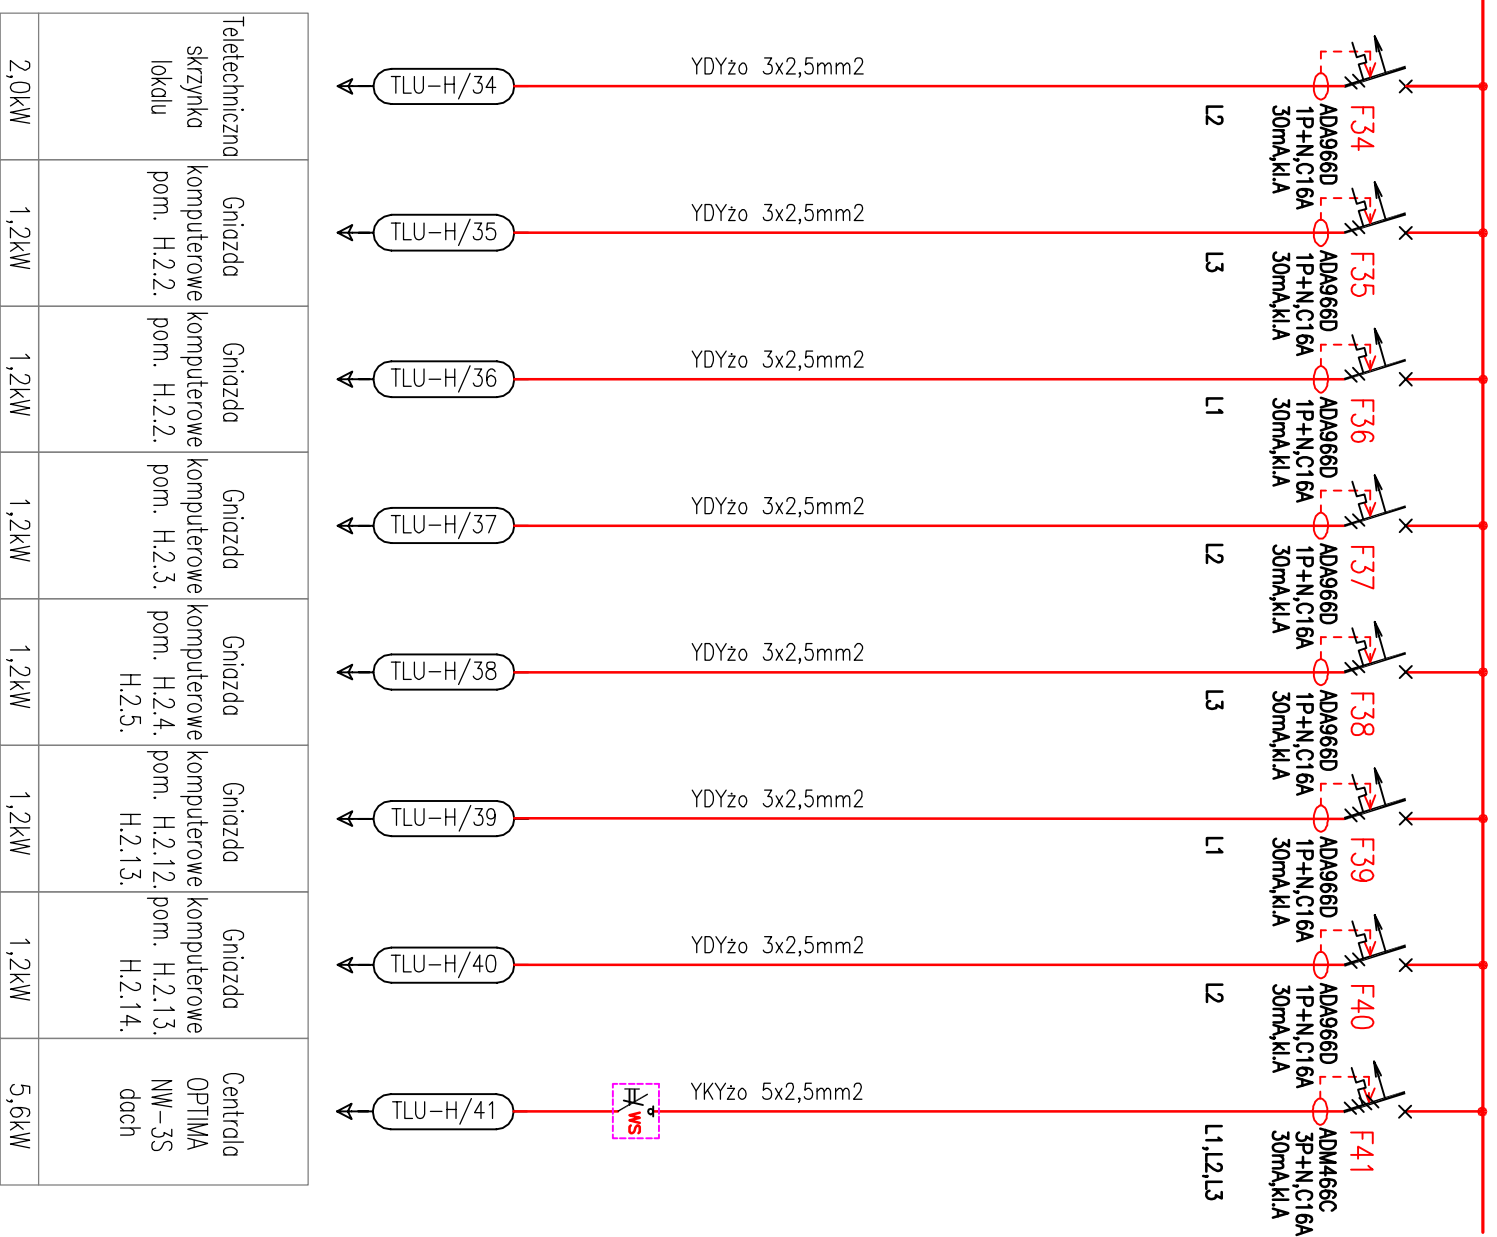 YDYżo 3x2,5mm2
TLU-H/34
F34
ADA966D
1P+N,C16A
30mA,kl.A
L2
Teletechniczna
skrzynka
lokalu
2,0kW
YDYżo 3x2,5mm2
TLU-H/35
F35
ADA966D
1P+N,C16A
30mA,kl.A
L3
Gniazda
komputerowe
pom. H.2.2.
1,2kW
YDYżo 3x2,5mm2
TLU-H/36
F36
ADA966D
1P+N,C16A
30mA,kl.A
L1
Gniazda
komputerowe
pom. H.2.2.
1,2kW
YDYżo 3x2,5mm2
TLU-H/37
F37
ADA966D
1P+N,C16A
30mA,kl.A
L2
Gniazda
komputerowe
pom. H.2.3.
1,2kW
YDYżo 3x2,5mm2
TLU-H/38
F38
ADA966D
1P+N,C16A
30mA,kl.A
L3
Gniazda
komputerowe
pom. H.2.4.
H.2.5.
1,2kW
YDYżo 3x2,5mm2
TLU-H/39
F39
ADA966D
1P+N,C16A
30mA,kl.A
L1
Gniazda
komputerowe
pom. H.2.12.
H.2.13.
1,2kW
YDYżo 3x2,5mm2
TLU-H/40
F40
ADA966D
1P+N,C16A
30mA,kl.A
L2
Gniazda
komputerowe
pom. H.2.13.
H.2.14.
1,2kW
YKYżo 5x2,5mm2
TLU-H/41
WS
F41
ADM466C
3P+N,C16A
30mA,kl.A
L1,L2,L3
Centrala
OPTIMA
NW-3S
dach
5,6kW